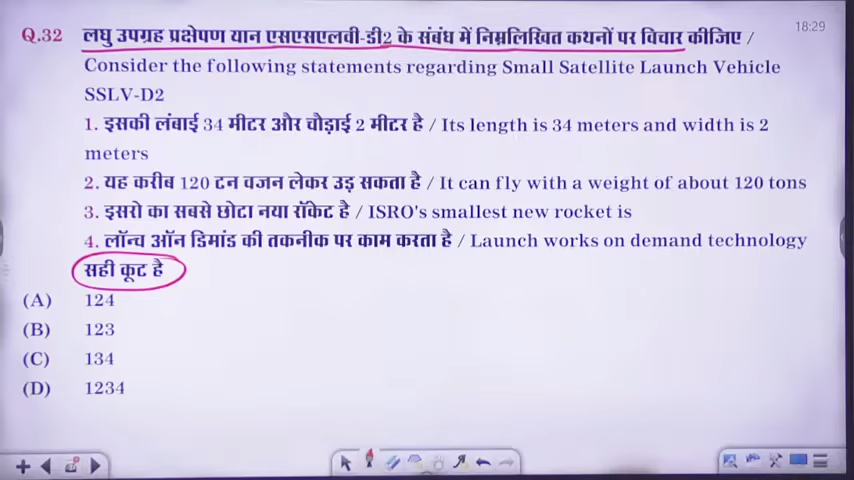 18:29
Q.32 लघु उपग्रह प्रक्षेपण यान एसएसएलवी-डी2 के संबंध में निम्नलिखित कथनों पर विचार कीजिए /
Consider the following statements regarding Small Satellite Launch Vehicle
SSLV-D2
1. इसकी लंबाई 34 मीटर और चौड़ाई 2 मीटर है / Its length is 34 meters and width is 2
meters
2. यह करीब 120 टन वजन लेकर उड़ सकता है / It can fly with a weight of about 120 tons
3. इसरो का सबसे छोटा नया रॉकेट है / ISRO's smallest new rocket is
4. लॉन्च ऑन डिमांड की तकनीक पर काम करता है / Launch works on demand technology
सही कूट है
(A) 124
(B) 123
(C) 134
(D) 1234